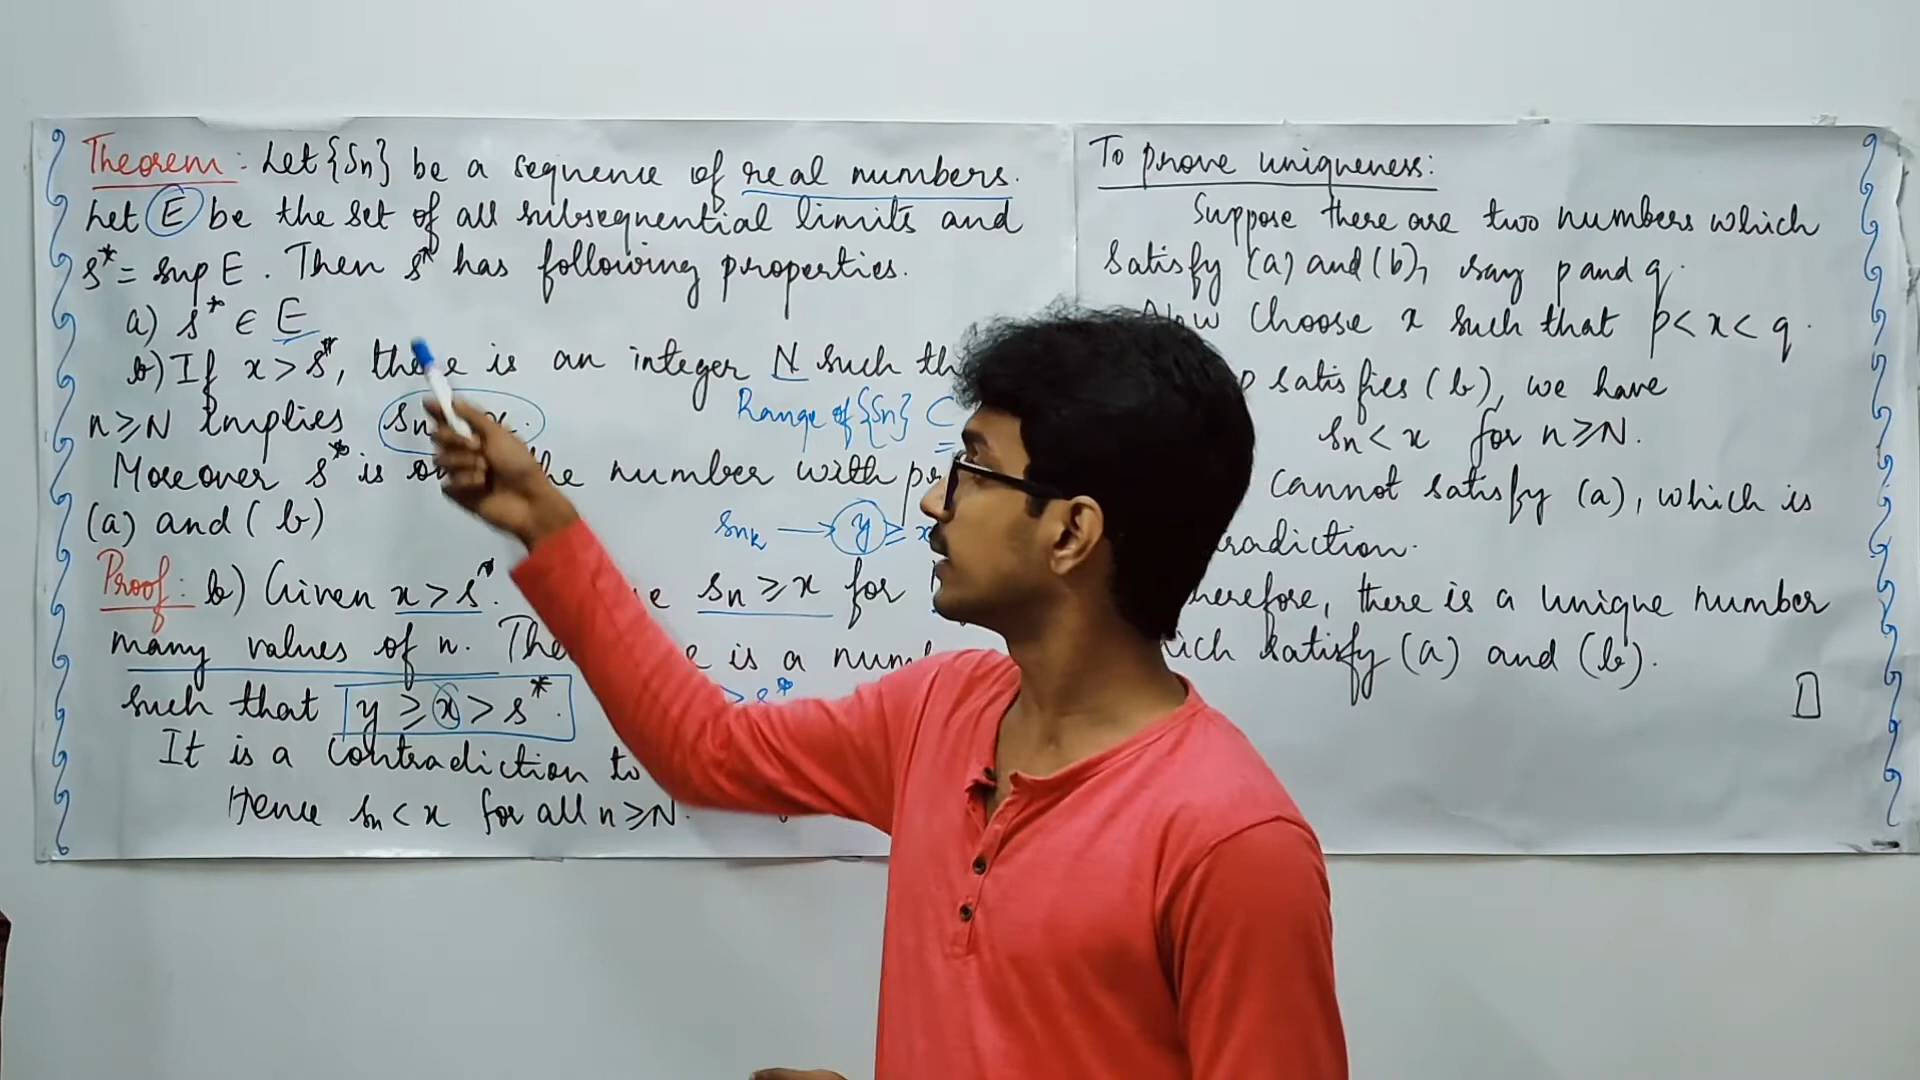 Theorem: Let {Sn} be a sequence of real numbers.
Let E be the set of all subsequential limits and
s* = sup E. Then s* has following properties.
a) s* ∈ E
b) If x > s*, there is an integer N such th
n ≥ N implies sn x.
Range of {Sn} ⊂
Moreover s* is the number with
(a) and (b)
snk → y ≥ x
Proof: b) Given x > s*. sn ≥ x for
many values of n. is a num
> s*
such that y ≥ x > s*.
It is a contradiction to
Hence sn < x for all n ≥ N.
To prove uniqueness:
Suppose there are two numbers which
satisfy (a) and (b), say p and q.
Now choose x such that p < x < q.
p satisfies (b), we have
sn < x for n ≥ N.
cannot satisfy (a), which is
radiction.
herefore, there is a unique number
ich satisfy (a) and (b).